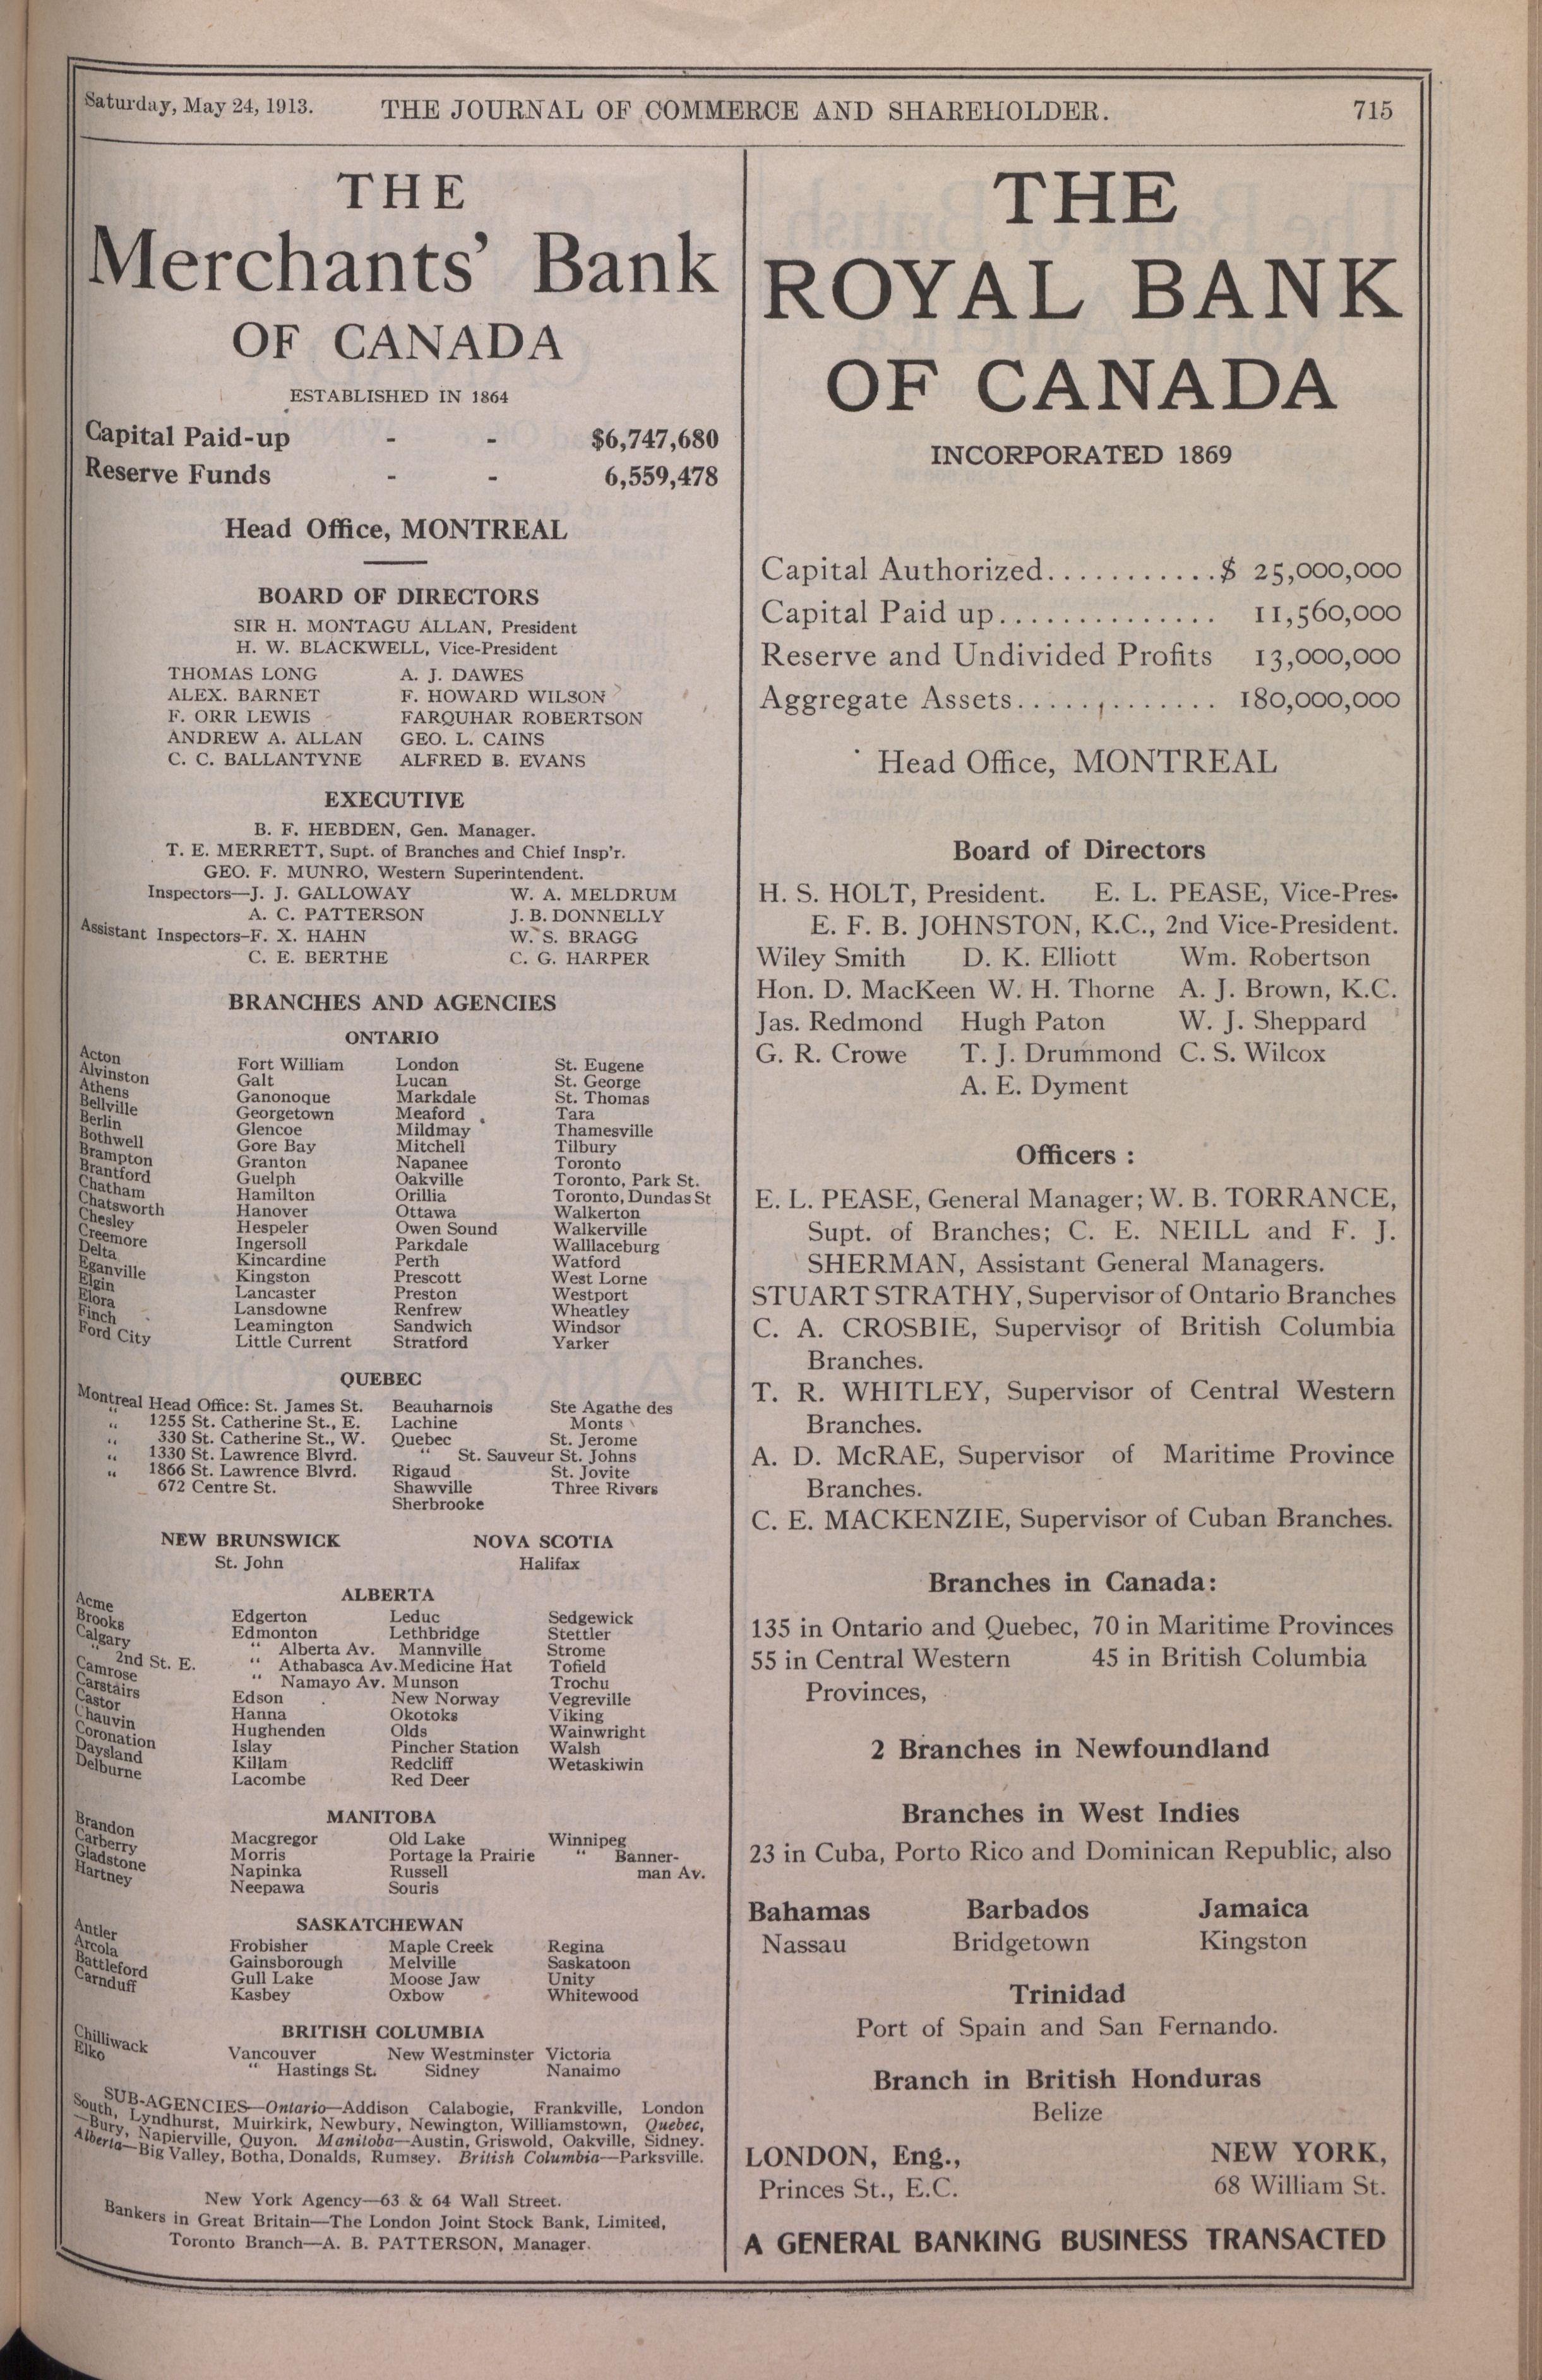 Saturday, May 24, 1913. THE JOURNAL OF COMMERCE AND SHAREHOLDER. 715
THE
Merchants' Bank
OF CANADA
ESTABLISHED IN 1864
Capital Paid-up - - $6,747,680
Reserve Funds - - 6,559,478
Head Office, MONTREAL
BOARD OF DIRECTORS
SIR H. MONTAGU ALLAN, President
H. W. BLACKWELL, Vice-President
THOMAS LONG A. J. DAWES
ALEX. BARNET F. HOWARD WILSON
F. ORR LEWIS FARQUHAR ROBERTSON
ANDREW A. ALLAN GEO. L. CAINS
C. C. BALLANTYNE ALFRED B. EVANS
EXECUTIVE
B. F. HEBDEN, Gen. Manager.
T. E. MERRETT, Supt. of Branches and Chief Insp'r.
GEO. F. MUNRO, Western Superintendent.
Inspectors—J. J. GALLOWAY W. A. MELDRUM
A. C. PATTERSON J. B. DONNELLY
Assistant Inspectors-F. X. HAHN W. S. BRAGG
C. E. BERTHE C. G. HARPER
BRANCHES AND AGENCIES
ONTARIO
Acton Fort William London St. Eugene
Alvinston Galt Lucan St. George
Athens Ganonoque Markdale St. Thomas
Bellville Georgetown Meaford Tara
Berlin Glencoe Mildmay Thamesville
Bothwell Gore Bay Mitchell Tilbury
Brampton Granton Napanee Toronto
Brantford Guelph Oakville Toronto, Park St.
Chatham Hamilton Orillia Toronto, Dundas St
Chatsworth Hanover Ottawa Walkerton
Chesley Hespeler Owen Sound Walkerville
Creemore Ingersoll Parkdale Walllaceburg
Delta Kincardine Perth Watford
Eganville Kingston Prescott West Lorne
Elgin Lancaster Preston Westport
Elora Lansdowne Renfrew Wheatley
Finch Leamington Sandwich Windsor
Ford City Little Current Stratford Yarker
QUEBEC
Montreal Head Office: St. James St. Beauharnois Ste Agathe des
" 1255 St. Catherine St., E. Lachine Monts
" 330 St. Catherine St., W. Quebec St. Jerome
" 1330 St. Lawrence Blvrd. " St. Sauveur St. Johns
" 1866 St. Lawrence Blvrd. Rigaud St. Jovite
672 Centre St. Shawville Three Rivers
Sherbrooke
NEW BRUNSWICK NOVA SCOTIA
St. John Halifax
ALBERTA
Acme Edgerton Leduc Sedgewick
Brooks Edmonton Lethbridge Stettler
Calgary " Alberta Av. Mannville Strome
" 2nd St. E. " Athabasca Av. Medicine Hat Tofield
Camrose " Namayo Av. Munson Trochu
Carstairs Edson New Norway Vegreville
Castor Hanna Okotoks Viking
Chauvin Hughenden Olds Wainwright
Coronation Islay Pincher Station Walsh
Daysland Killam Redcliff Wetaskiwin
Delburne Lacombe Red Deer
MANITOBA
Brandon Macgregor Old Lake Winnipeg
Carberry Morris Portage la Prairie " Banner-
Gladstone Napinka Russell man Av.
Hartney Neepawa Souris
SASKATCHEWAN
Antler Frobisher Maple Creek Regina
Arcola Gainsborough Melville Saskatoon
Battleford Gull Lake Moose Jaw Unity
Carnduff Kasbey Oxbow Whitewood
BRITISH COLUMBIA
Chilliwack Vancouver New Westminster Victoria
Elko " Hastings St. Sidney Nanaimo
SUB-AGENCIES—Ontario—Addison Calabogie, Frankville, London
South, Lyndhurst, Muirkirk, Newbury, Newington, Williamstown, Quebec,
—Bury, Napierville, Quyon. Manitoba—Austin, Griswold, Oakville, Sidney.
Alberta—Big Valley, Botha, Donalds, Rumsey. British Columbia—Parksville.
New York Agency—63 & 64 Wall Street.
Bankers in Great Britain—The London Joint Stock Bank, Limited,
Toronto Branch—A. B. PATTERSON, Manager.
THE
ROYAL BANK
OF CANADA
INCORPORATED 1869
Capital Authorized...........$ 25,000,000
Capital Paid up.............. 11,560,000
Reserve and Undivided Profits 13,000,000
Aggregate Assets............. 180,000,000
Head Office, MONTREAL
Board of Directors
H. S. HOLT, President. E. L. PEASE, Vice-Pres.
E. F. B. JOHNSTON, K.C., 2nd Vice-President.
Wiley Smith D. K. Elliott Wm. Robertson
Hon. D. MacKeen W. H. Thorne A. J. Brown, K.C.
Jas. Redmond Hugh Paton W. J. Sheppard
G. R. Crowe T. J. Drummond C. S. Wilcox
A. E. Dyment
Officers :
E. L. PEASE, General Manager; W. B. TORRANCE,
Supt. of Branches; C. E. NEILL and F. J.
SHERMAN, Assistant General Managers.
STUART STRATHY, Supervisor of Ontario Branches
C. A. CROSBIE, Supervisor of British Columbia
Branches.
T. R. WHITLEY, Supervisor of Central Western
Branches.
A. D. McRAE, Supervisor of Maritime Province
Branches.
C. E. MACKENZIE, Supervisor of Cuban Branches.
Branches in Canada:
135 in Ontario and Quebec, 70 in Maritime Provinces
55 in Central Western 45 in British Columbia
Provinces,
2 Branches in Newfoundland
Branches in West Indies
23 in Cuba, Porto Rico and Dominican Republic, also
Bahamas Barbados Jamaica
Nassau Bridgetown Kingston
Trinidad
Port of Spain and San Fernando.
Branch in British Honduras
Belize
LONDON, Eng., NEW YORK,
Princes St., E.C. 68 William St.
A GENERAL BANKING BUSINESS TRANSACTED